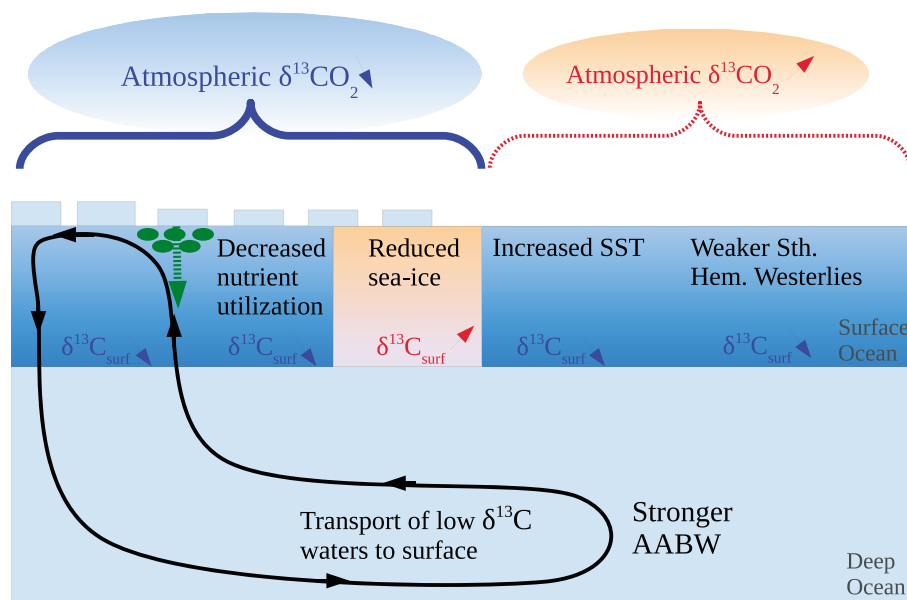 Atmospheric δ¹³CO₂
Atmospheric δ¹³CO₂
Decreased
nutrient
utilization
Reduced
sea-ice
Increased SST
Weaker Sth.
Hem. Westerlies
δ¹³Csurf
δ¹³Csurf
δ¹³Csurf
δ¹³Csurf
δ¹³Csurf
Surface
Ocean
Transport of low δ¹³C
waters to surface
Stronger
AABW
Deep
Ocean